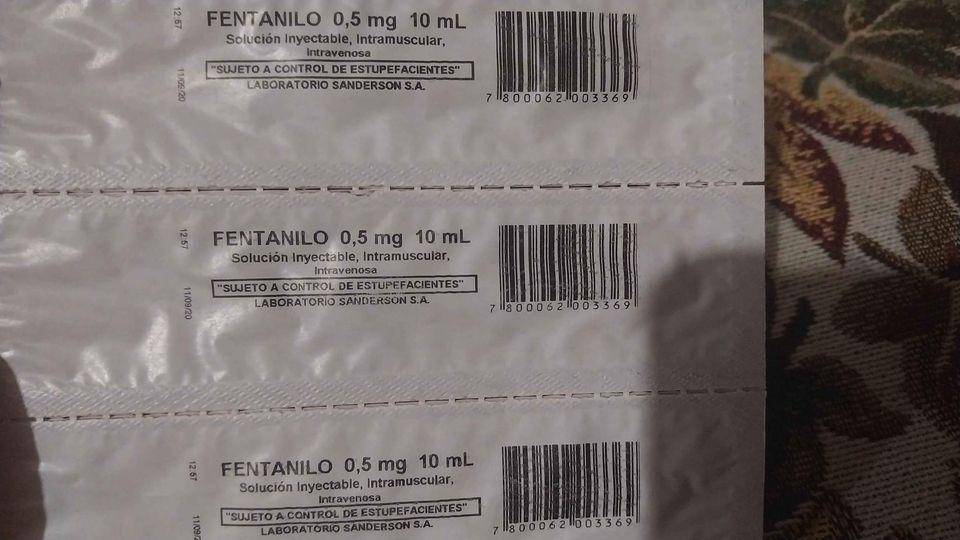 12:57
FENTANILO 0,5 mg 10 mL
Solución Inyectable, Intramuscular,
Intravenosa
"SUJETO A CONTROL DE ESTUPEFACIENTES"
LABORATORIO SANDERSON S.A.
11/09/20
7 800062 003369
12:57
FENTANILO 0,5 mg 10 mL
Solución Inyectable, Intramuscular,
Intravenosa
"SUJETO A CONTROL DE ESTUPEFACIENTES"
LABORATORIO SANDERSON S.A.
11/09/20
7 800062 003369
12:57
FENTANILO 0,5 mg 10 mL
Solución Inyectable, Intramuscular,
Intravenosa
"SUJETO A CONTROL DE ESTUPEFACIENTES"
LABORATORIO SANDERSON S.A.
11/09/2
7 800062 003369